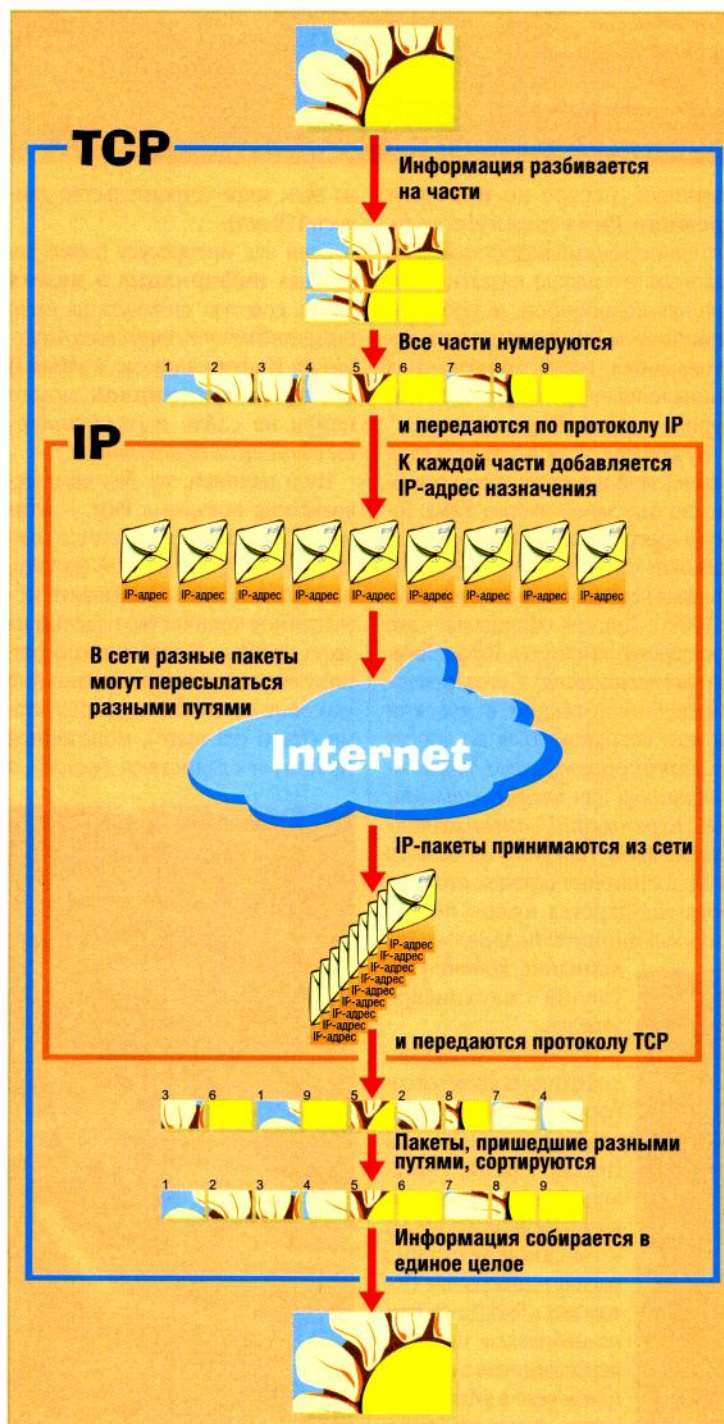 TCP
Информация разбивается
на части
Все части нумеруются
1 2 3 4 5 6 7 8 9
и передаются по протоколу IP
IP
К каждой части добавляется
IP-адрес назначения
IP-адрес IP-адрес IP-адрес IP-адрес IP-адрес IP-адрес IP-адрес IP-адрес IP-адрес
В сети разные пакеты
могут пересылаться
разными путями
Internet
IP-пакеты принимаются из сети
IP-адрес
IP-адрес
IP-адрес
IP-адрес
IP-адрес
IP-адрес
IP-адрес
IP-адрес
IP-адрес
и передаются протоколу TCP
3 6 1 9 5 2 8 7 4
Пакеты, пришедшие разными
путями, сортируются
1 2 3 4 5 6 7 8 9
Информация собирается в
единое целое